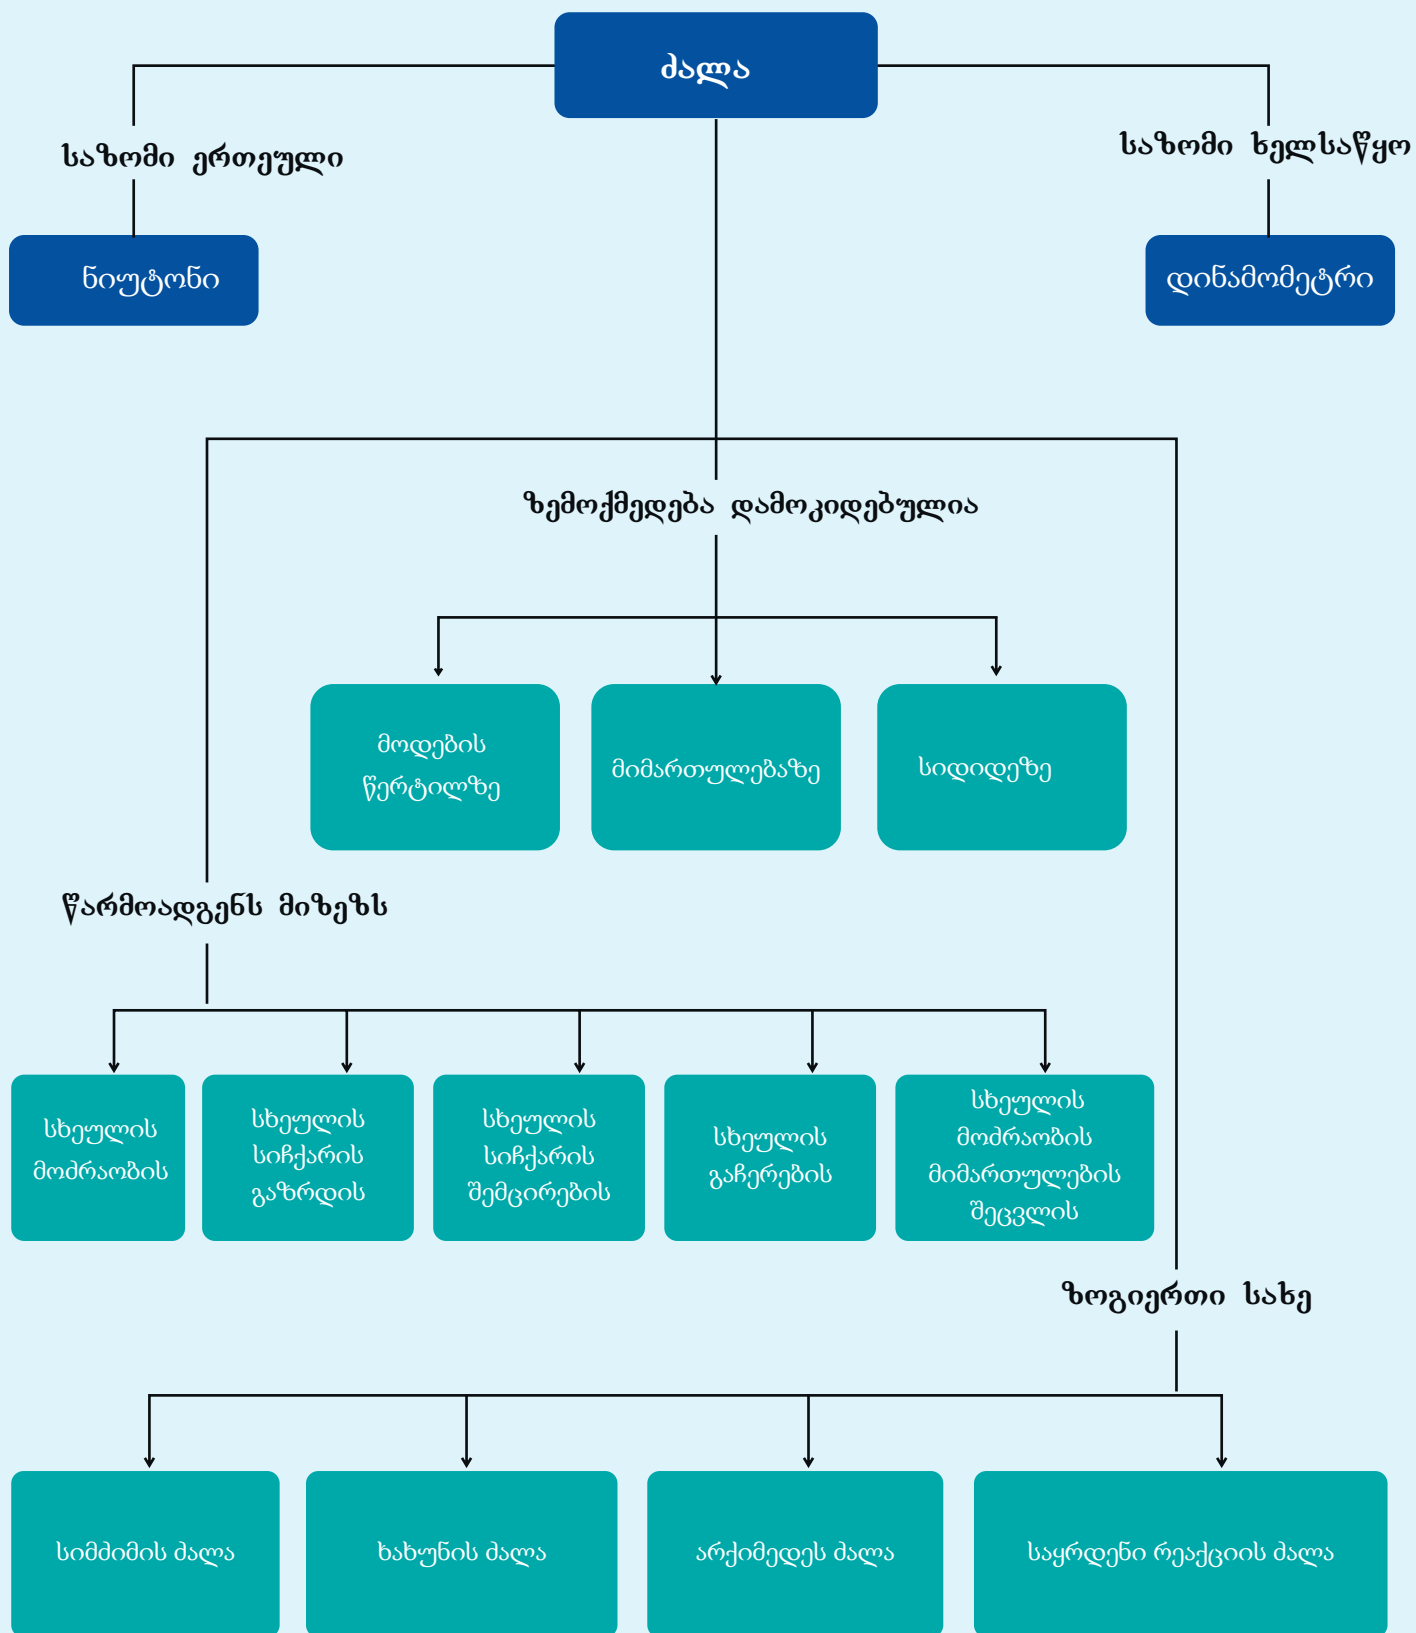 ძალა
საზომი ერთეული
საზომი ხელსაწყო
ნიუტონი
დინამომეტრი
ზემოქმედება დამოკიდებულია
მოდების
წერტილზე
მიმართულებაზე
სიდიდეზე
წარმოადგენს მიზეზს
სხეულის
მოძრაობის
სხეულის
სიჩქარის
გაზრდის
სხეულის
სიჩქარის
შემცირების
სხეულის
გაჩერების
სხეულის
მოძრაობის
მიმართულების
შეცვლის
ზოგიერთი სახე
სიმძიმის ძალა
ხახუნის ძალა
არქიმედეს ძალა
საყრდენი რეაქციის ძალა